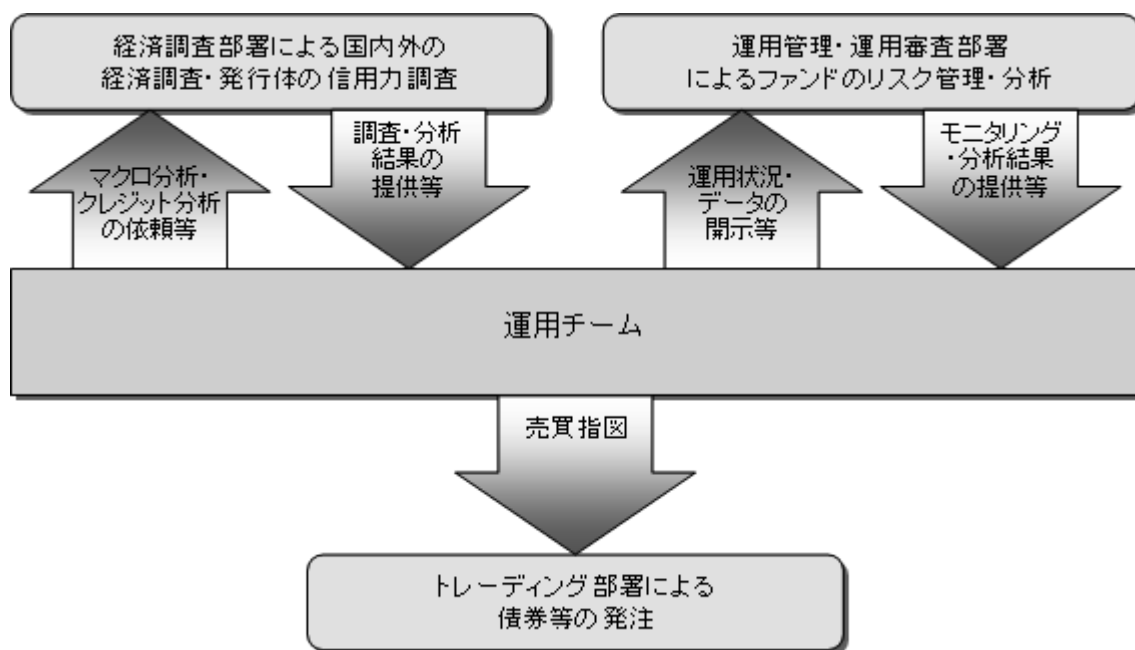 経済調査部署による国内外の
経済調査・発行体の信用力調査
運用管理・運用審査部署
によるファンドのリスク管理・分析
マクロ分析・
クレジット分析
の依頼等
調査・分析
結果の
提供等
運用状況・
データの
開示等
モニタリング
・分析結果
の提供等
運用チーム
売買指図
トレーディング部署による
債券等の発注